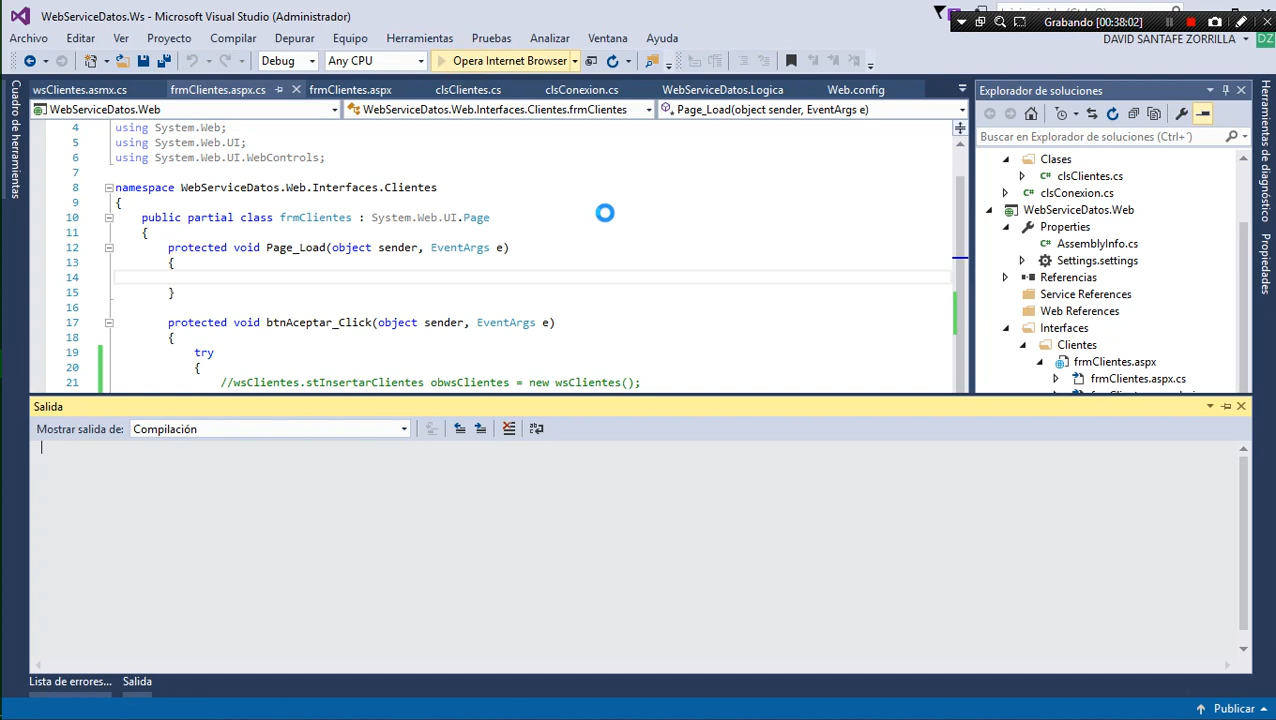 WebServiceDatos.Ws - Microsoft Visual Studio (Administrador)
Grabando [00:38:02]
Archivo Editar Ver Proyecto Compilar Depurar Equipo Herramientas Pruebas Analizar Ventana Ayuda
DAVID SANTAFE ZORRILLA DZ
Debug Any CPU Opera Internet Browser
wsClientes.asmx.cs frmClientes.aspx.cs frmClientes.aspx clsClientes.cs clsConexion.cs WebServiceDatos.Logica Web.config
WebServiceDatos.Web WebServiceDatos.Web.Interfaces.Clientes.frmClientes Page_Load(object sender, EventArgs e)
4 using System.Web;
5 using System.Web.UI;
6 using System.Web.UI.WebControls;
7
8 namespace WebServiceDatos.Web.Interfaces.Clientes
9 {
10 public partial class frmClientes : System.Web.UI.Page
11 {
12 protected void Page_Load(object sender, EventArgs e)
13 {
14
15 }
16
17 protected void btnAceptar_Click(object sender, EventArgs e)
18 {
19 try
20 {
21 //wsClientes.stInsertarClientes obwsClientes = new wsClientes();
Cuadro de herramientas
Explorador de soluciones
Buscar en Explorador de soluciones (Ctrl+´)
Clases
clsClientes.cs
clsConexion.cs
WebServiceDatos.Web
Properties
AssemblyInfo.cs
Settings.settings
Referencias
Service References
Web References
Interfaces
Clientes
frmClientes.aspx
frmClientes.aspx.cs
Herramientas de diagnóstico
Propiedades
Salida
Mostrar salida de: Compilación
Lista de errores... Salida
Publicar